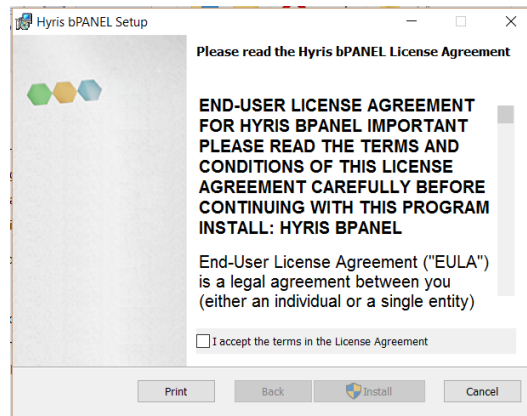 Hyris bPANEL Setup
Please read the Hyris bPANEL License Agreement
END-USER LICENSE AGREEMENT
FOR HYRIS BPANEL IMPORTANT
PLEASE READ THE TERMS AND
CONDITIONS OF THIS LICENSE
AGREEMENT CAREFULLY BEFORE
CONTINUING WITH THIS PROGRAM
INSTALL: HYRIS BPANEL
End-User License Agreement ("EULA")
is a legal agreement between you
(either an individual or a single entity)
I accept the terms in the License Agreement
Print Back Install Cancel